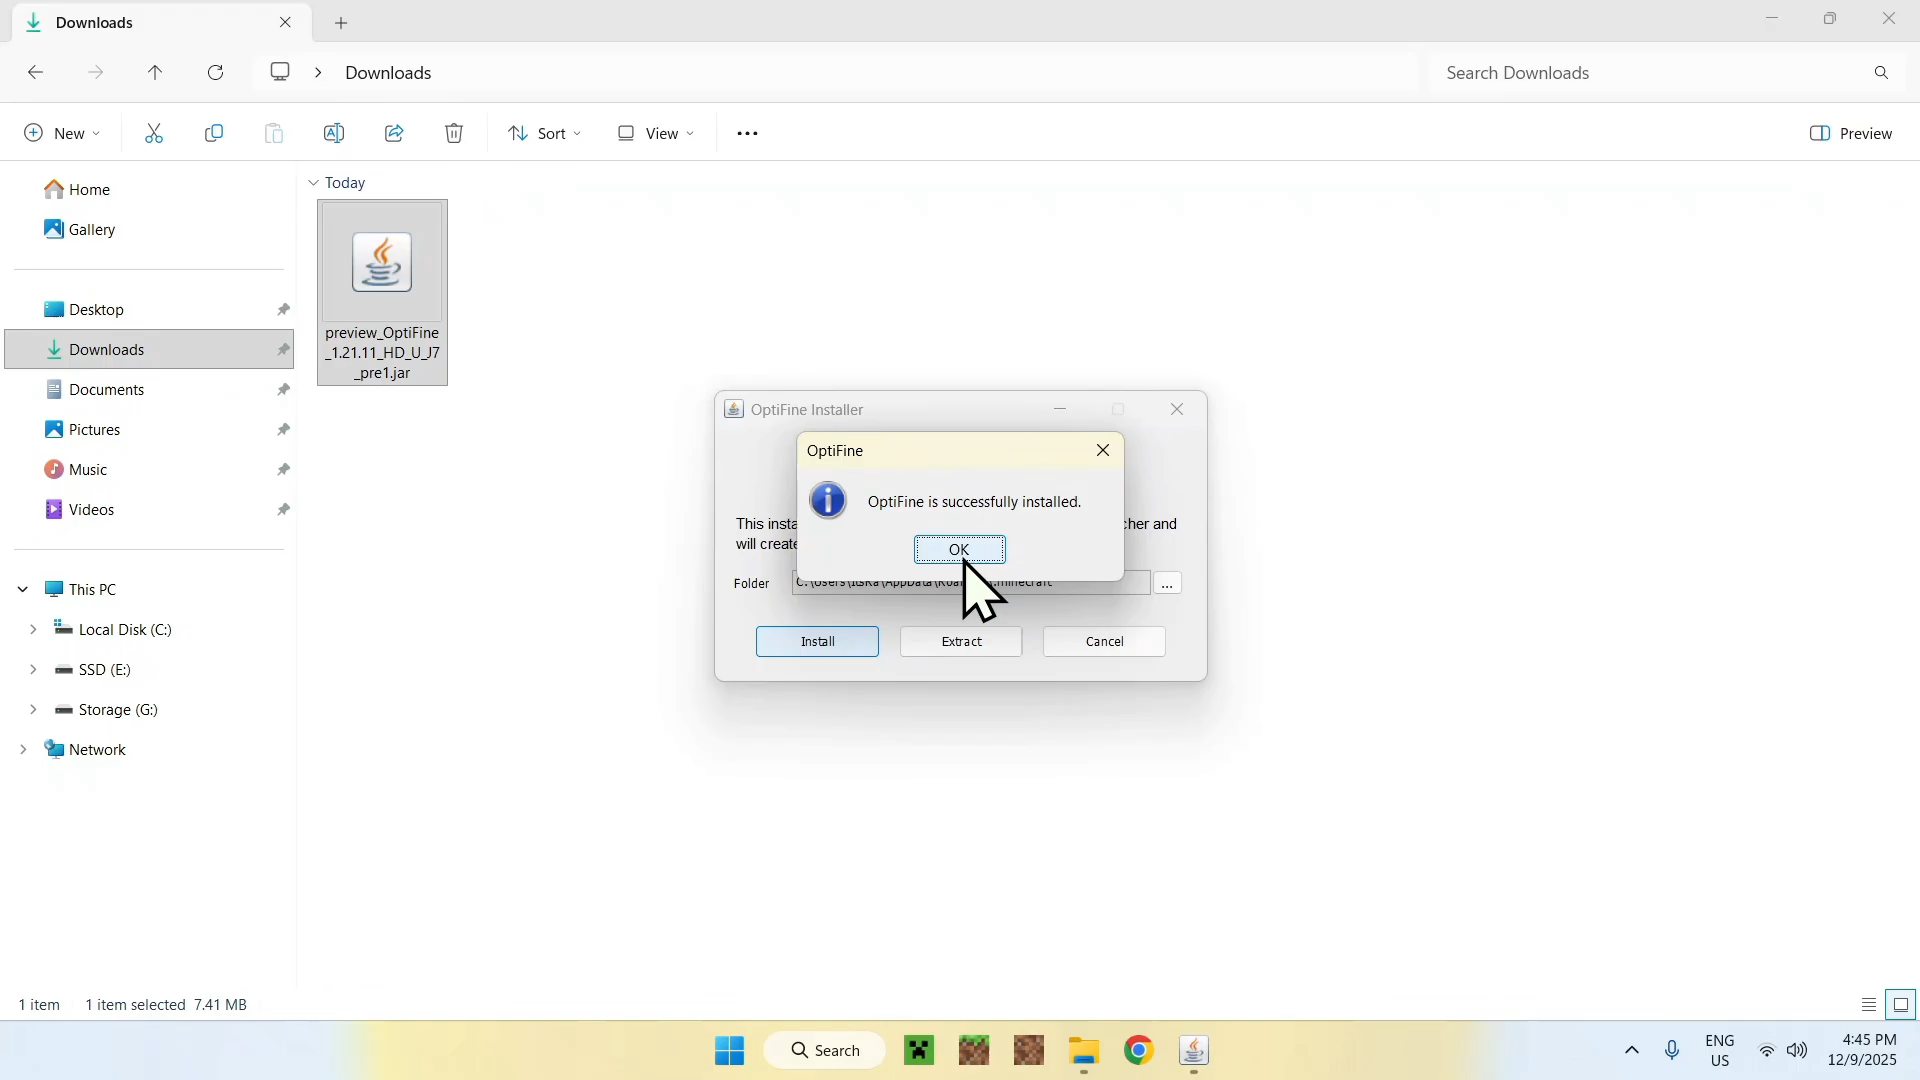 Downloads
Downloads
Search Downloads
New
Sort
View
Preview
Home
Gallery
Desktop
Downloads
Documents
Pictures
Music
Videos
This PC
Local Disk (C:)
SSD (E:)
Storage (G:)
Network
Today
preview_OptiFine
_1.21.11_HD_U_J7
_pre1.jar
OptiFine Installer
OptiFine
OptiFine is successfully installed.
OK
This insta
cher and
will create
Folder
...
Install
Extract
Cancel
1 item
1 item selected 7.41 MB
Search
ENG
US
4:45 PM
12/9/2025